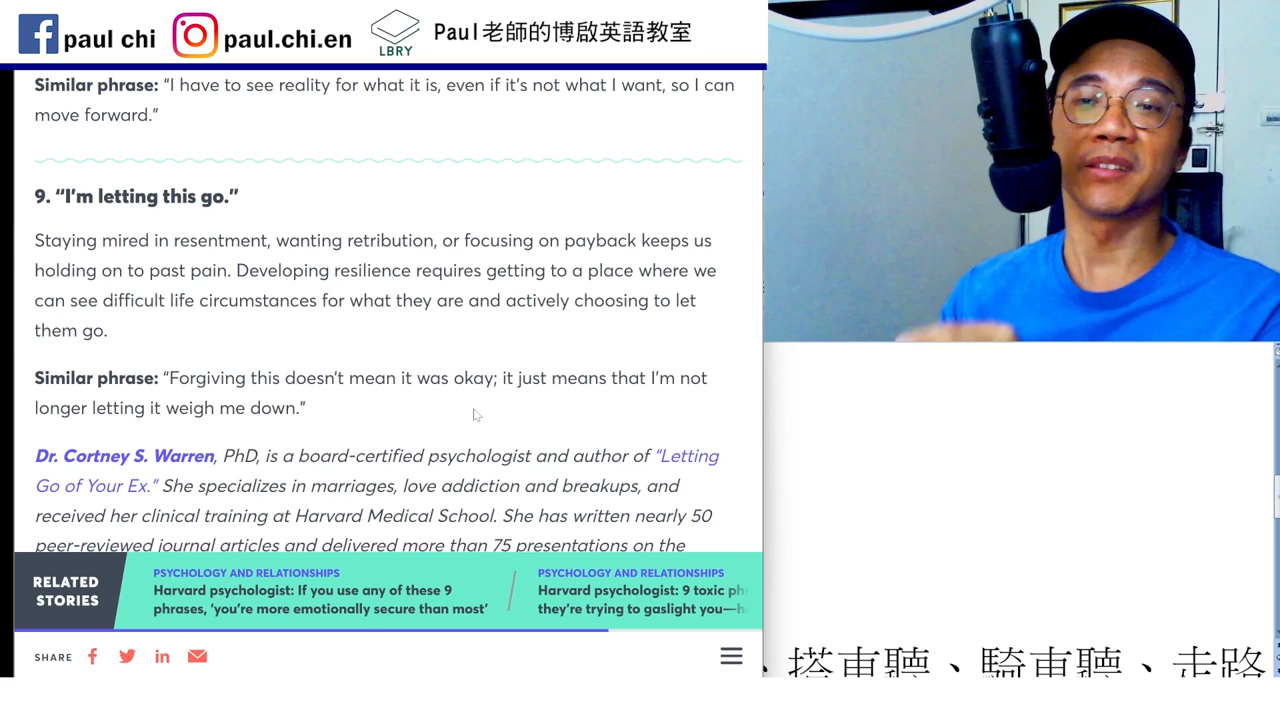 paul chi
paul.chi.en
LBRY
Paul老師的博啟英語教室
Similar phrase: “I have to see reality for what it is, even if it’s not what I want, so I can
move forward.”
9. “I’m letting this go.”
Staying mired in resentment, wanting retribution, or focusing on payback keeps us
holding on to past pain. Developing resilience requires getting to a place where we
can see difficult life circumstances for what they are and actively choosing to let
them go.
Similar phrase: “Forgiving this doesn’t mean it was okay; it just means that I’m not
longer letting it weigh me down.”
Dr. Cortney S. Warren, PhD, is a board-certified psychologist and author of “Letting
Go of Your Ex.” She specializes in marriages, love addiction and breakups, and
received her clinical training at Harvard Medical School. She has written nearly 50
peer-reviewed journal articles and delivered more than 75 presentations on the
RELATED
STORIES
PSYCHOLOGY AND RELATIONSHIPS
Harvard psychologist: If you use any of these 9
phrases, ‘you’re more emotionally secure than most’
PSYCHOLOGY AND RELATIONSHIPS
Harvard psychologist: 9 toxic
they’re trying to gaslight you—
SHARE
、搭車聽、騎車聽、走路